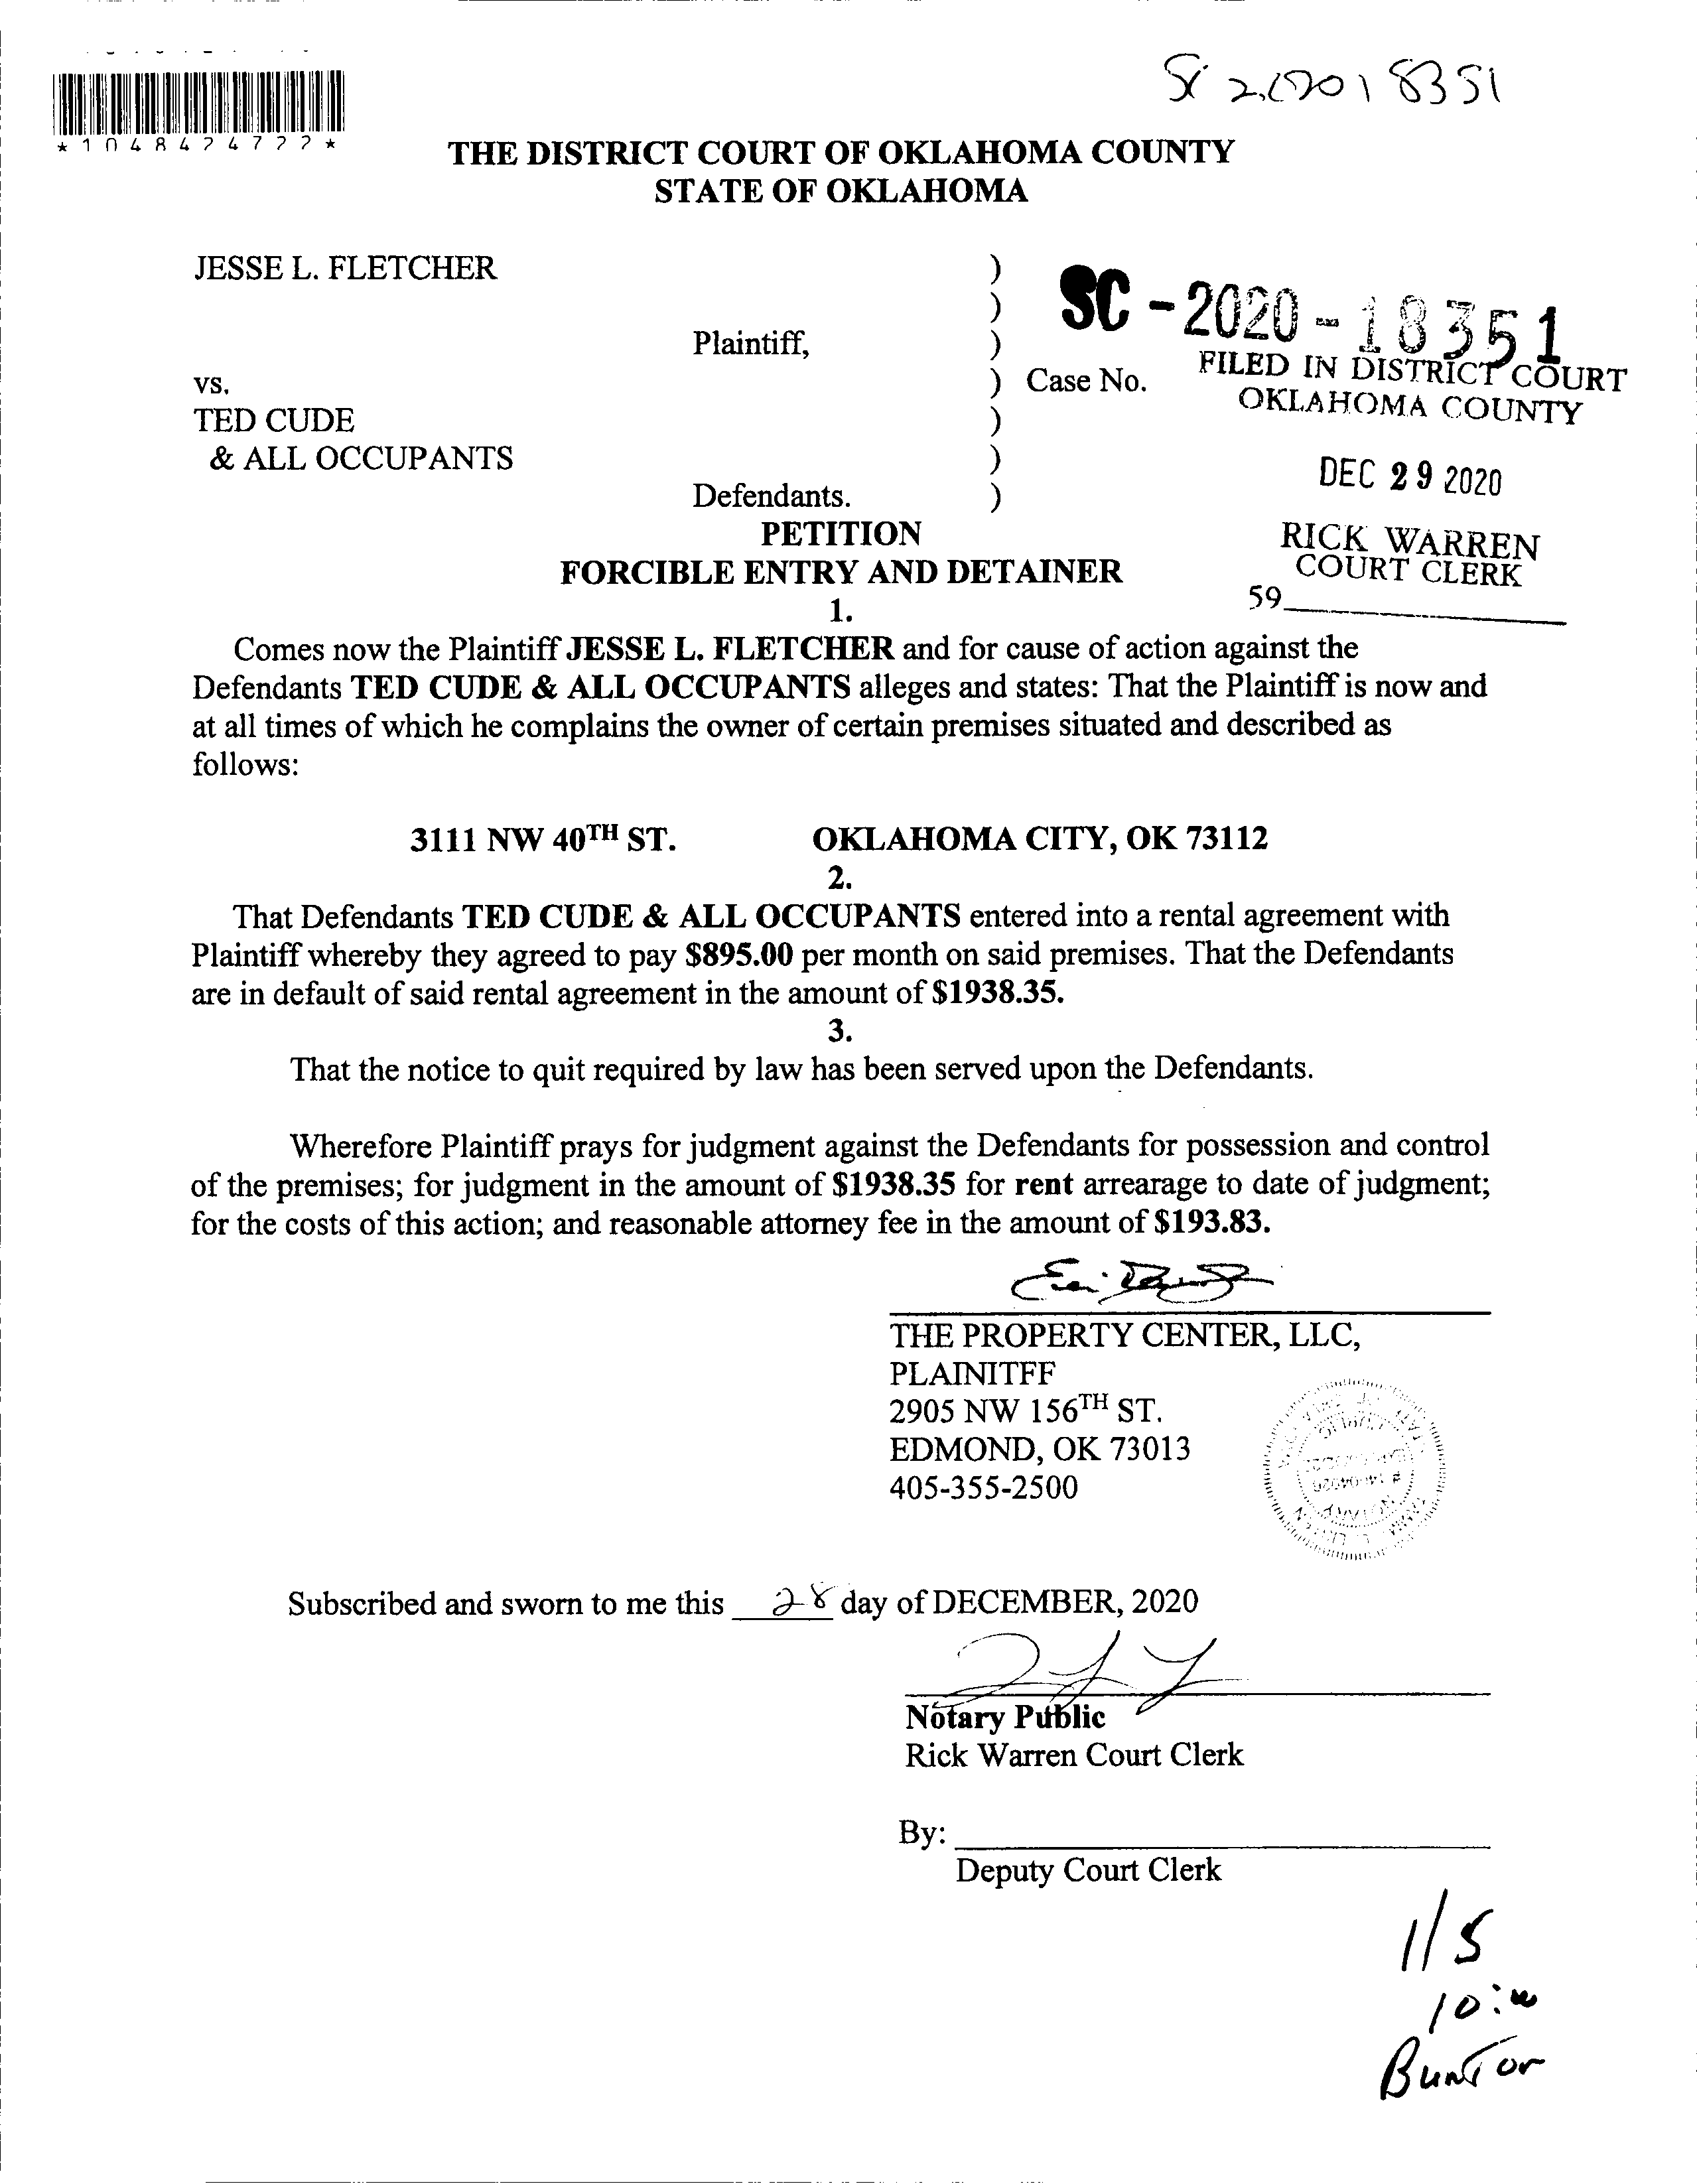 SC 2020 18351
*1048424722*
THE DISTRICT COURT OF OKLAHOMA COUNTY
STATE OF OKLAHOMA
JESSE L. FLETCHER )
)
Plaintiff, )
vs. ) Case No.
TED CUDE )
& ALL OCCUPANTS )
Defendants. )
SC-2020-18351
FILED IN DISTRICT COURT
OKLAHOMA COUNTY
DEC 29 2020
RICK WARREN
COURT CLERK
59
PETITION
FORCIBLE ENTRY AND DETAINER
1.
Comes now the Plaintiff JESSE L. FLETCHER and for cause of action against the
Defendants TED CUDE & ALL OCCUPANTS alleges and states: That the Plaintiff is now and
at all times of which he complains the owner of certain premises situated and described as
follows:
3111 NW 40TH ST. OKLAHOMA CITY, OK 73112
2.
That Defendants TED CUDE & ALL OCCUPANTS entered into a rental agreement with
Plaintiff whereby they agreed to pay $895.00 per month on said premises. That the Defendants
are in default of said rental agreement in the amount of $1938.35.
3.
That the notice to quit required by law has been served upon the Defendants.
Wherefore Plaintiff prays for judgment against the Defendants for possession and control
of the premises; for judgment in the amount of $1938.35 for rent arrearage to date of judgment;
for the costs of this action; and reasonable attorney fee in the amount of $193.83.
THE PROPERTY CENTER, LLC,
PLAINITFF
2905 NW 156TH ST.
EDMOND, OK 73013
405-355-2500
NOTARY
Subscribed and sworn to me this 28 day of DECEMBER, 2020
Notary Public
Rick Warren Court Clerk
By:
Deputy Court Clerk
1/5
10:00